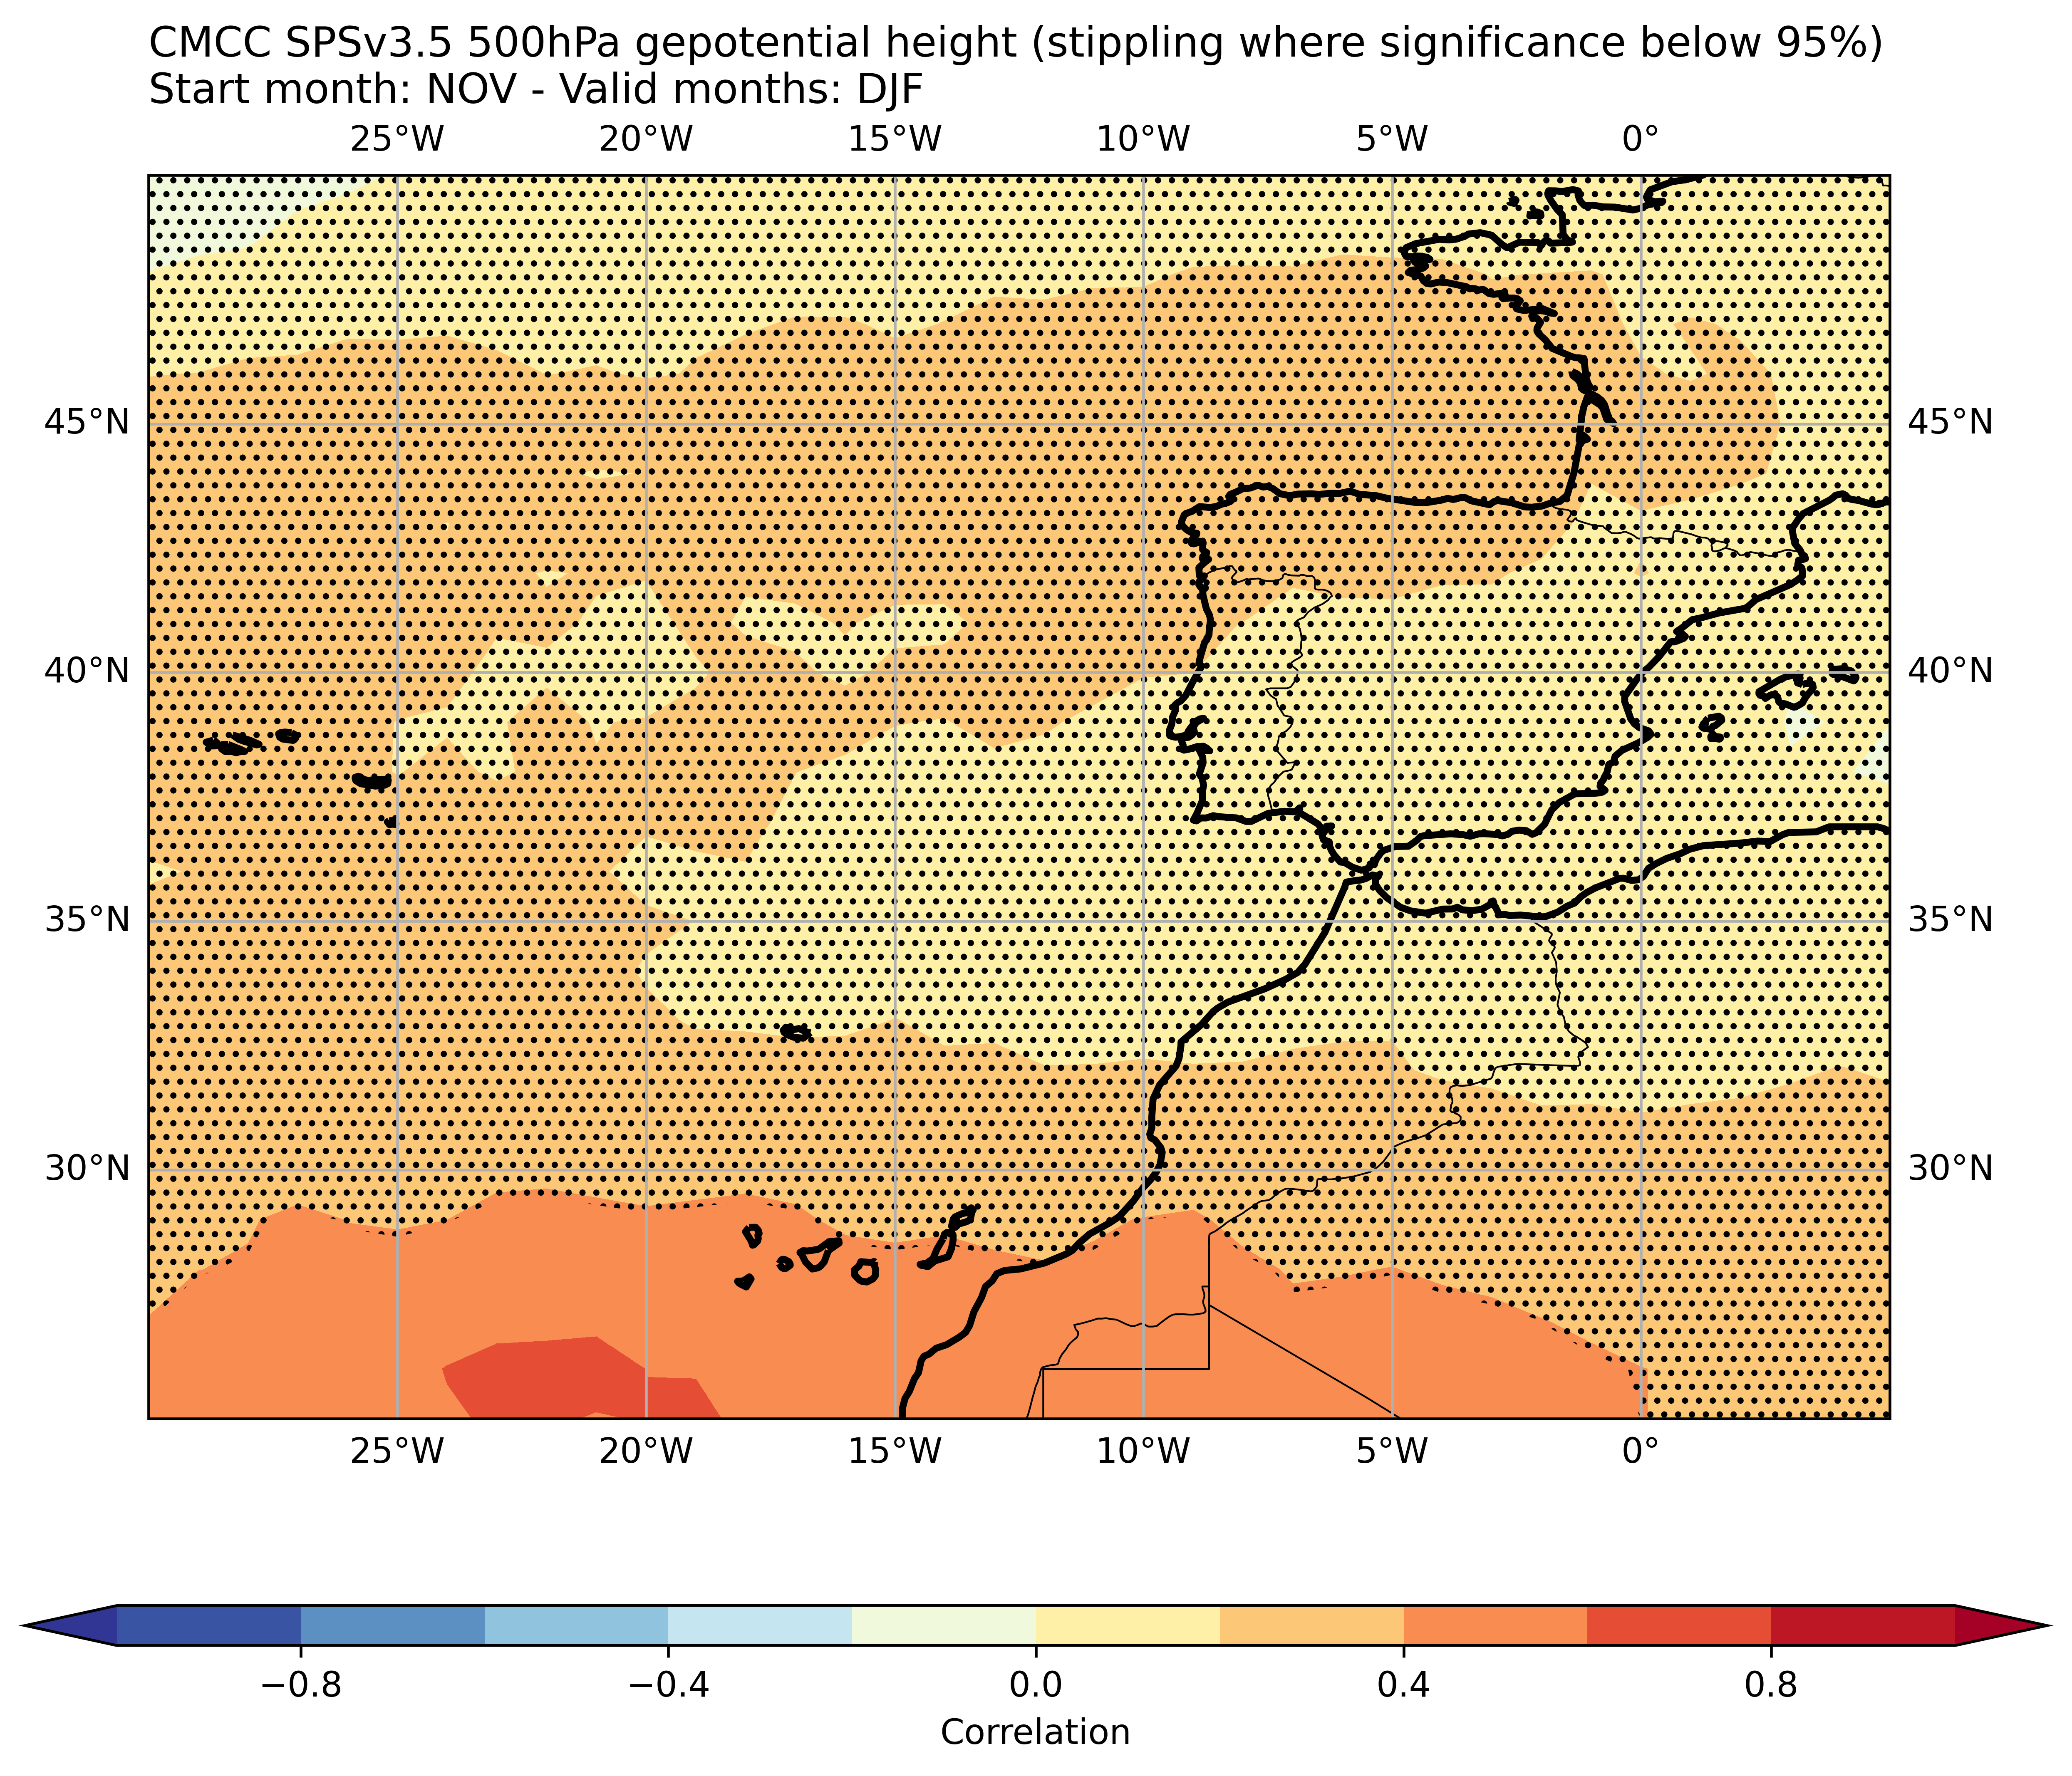 CMCC SPSv3.5 500hPa gepotential height (stippling where significance below 95%)
Start month: NOV - Valid months: DJF
25°W 20°W 15°W 10°W 5°W 0°
45°N 45°N
40°N 40°N
35°N 35°N
30°N 30°N
25°W 20°W 15°W 10°W 5°W 0°
−0.8 −0.4 0.0 0.4 0.8
Correlation